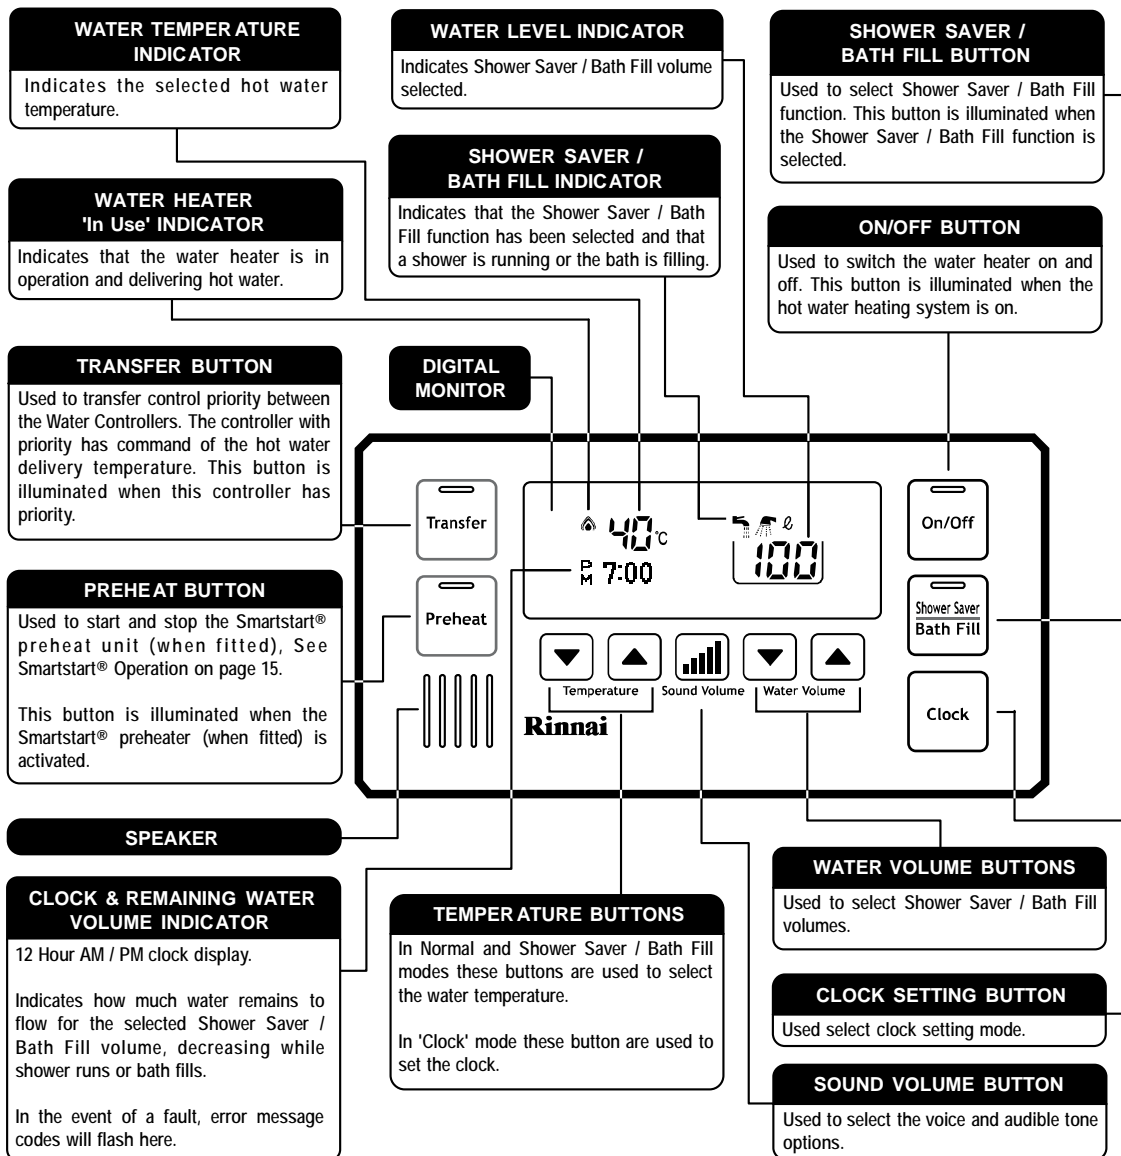 WATER TEMPERATURE
INDICATOR
Indicates the selected hot water
temperature.
WATER LEVEL INDICATOR
Indicates Shower Saver / Bath Fill volume
selected.
SHOWER SAVER /
BATH FILL BUTTON
Used to select Shower Saver / Bath Fill
function. This button is illuminated when
the Shower Saver / Bath Fill function is
selected.
SHOWER SAVER /
BATH FILL INDICATOR
Indicates that the Shower Saver / Bath
Fill function has been selected and that
a shower is running or the bath is filling.
WATER HEATER
'In Use' INDICATOR
Indicates that the water heater is in
operation and delivering hot water.
ON/OFF BUTTON
Used to switch the water heater on and
off. This button is illuminated when the
hot water heating system is on.
TRANSFER BUTTON
Used to transfer control priority between
the Water Controllers. The controller with
priority has command of the hot water
delivery temperature. This button is
illuminated when this controller has
priority.
DIGITAL
MONITOR
PREHEAT BUTTON
Used to start and stop the Smartstart®
preheat unit (when fitted), See
Smartstart® Operation on page 15.
This button is illuminated when the
Smartstart® preheater (when fitted) is
activated.
Transfer
Preheat
40°C
PM 7:00
ℓ
100
On/Off
Shower Saver
Bath Fill
Clock
Temperature
Sound Volume
Water Volume
Rinnai
SPEAKER
CLOCK & REMAINING WATER
VOLUME INDICATOR
12 Hour AM / PM clock display.
Indicates how much water remains to
flow for the selected Shower Saver /
Bath Fill volume, decreasing while
shower runs or bath fills.
In the event of a fault, error message
codes will flash here.
TEMPERATURE BUTTONS
In Normal and Shower Saver / Bath Fill
modes these buttons are used to select
the water temperature.
In 'Clock' mode these button are used to
set the clock.
WATER VOLUME BUTTONS
Used to select Shower Saver / Bath Fill
volumes.
CLOCK SETTING BUTTON
Used select clock setting mode.
SOUND VOLUME BUTTON
Used to select the voice and audible tone
options.